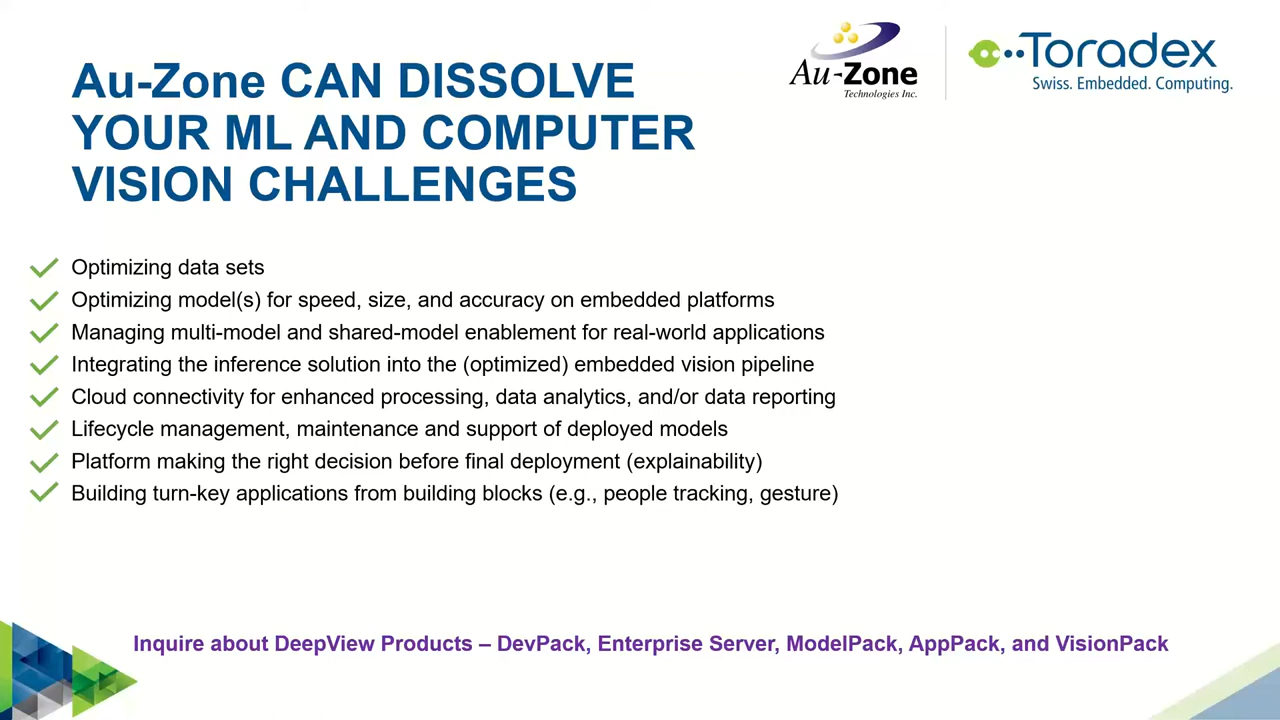 Au-Zone CAN DISSOLVE
YOUR ML AND COMPUTER
VISION CHALLENGES
Au-Zone
Technologies Inc.
Toradex
Swiss. Embedded. Computing.
Optimizing data sets
Optimizing model(s) for speed, size, and accuracy on embedded platforms
Managing multi-model and shared-model enablement for real-world applications
Integrating the inference solution into the (optimized) embedded vision pipeline
Cloud connectivity for enhanced processing, data analytics, and/or data reporting
Lifecycle management, maintenance and support of deployed models
Platform making the right decision before final deployment (explainability)
Building turn-key applications from building blocks (e.g., people tracking, gesture)
Inquire about DeepView Products – DevPack, Enterprise Server, ModelPack, AppPack, and VisionPack